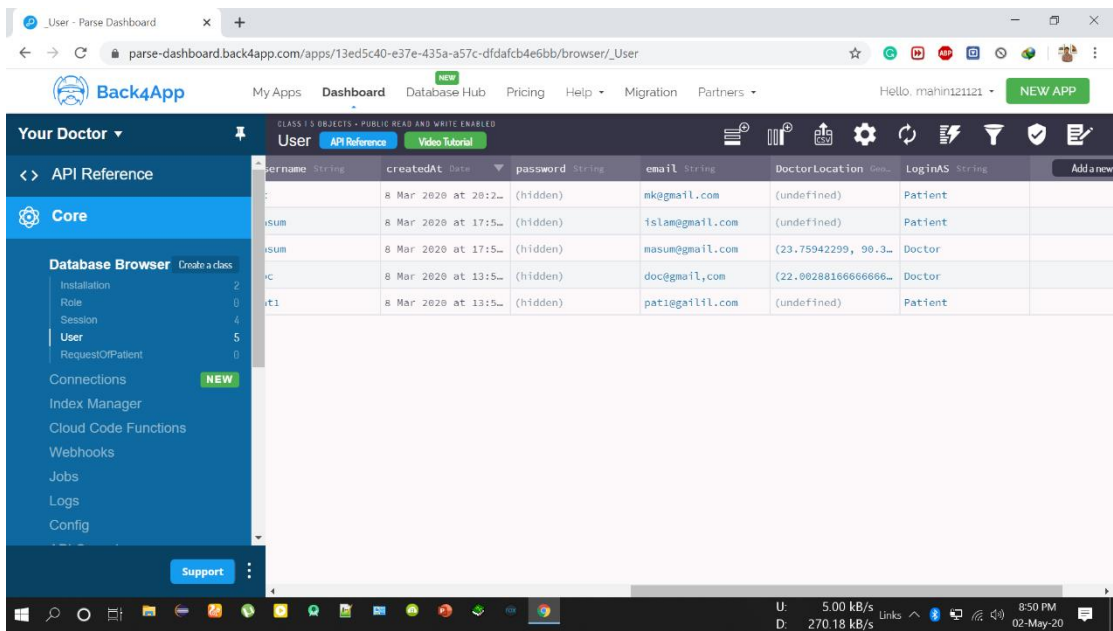 _User - Parse Dashboard
parse-dashboard.back4app.com/apps/13ed5c40-e37e-435a-a57c-dfdafcb4e6bb/browser/_User
Back4App
My Apps Dashboard NEW Database Hub Pricing Help Migration Partners Hello, mahin121121 NEW APP
Your Doctor
CLASS | 5 OBJECTS • PUBLIC READ AND WRITE ENABLED
User API Reference Video Tutorial
CSV
sername String createdAt Date password String email String DoctorLocation Geo… LoginAS String Add a new
8 Mar 2020 at 20:2… (hidden) mk@gmail.com (undefined) Patient
sum 8 Mar 2020 at 17:5… (hidden) islam@gmail.com (undefined) Patient
sum 8 Mar 2020 at 17:5… (hidden) masum@gmail.com (23.75942299, 90.3… Doctor
c 8 Mar 2020 at 13:5… (hidden) doc@gmail,com (22.00288166666666… Doctor
t1 8 Mar 2020 at 13:5… (hidden) pat1@gailil.com (undefined) Patient
API Reference
Core
Database Browser Create a class
Installation 2
Role 0
Session 4
User 5
RequestOfPatient 0
Connections NEW
Index Manager
Cloud Code Functions
Webhooks
Jobs
Logs
Config
Support
U: 5.00 kB/s
D: 270.18 kB/s
Links
8:50 PM
02-May-20